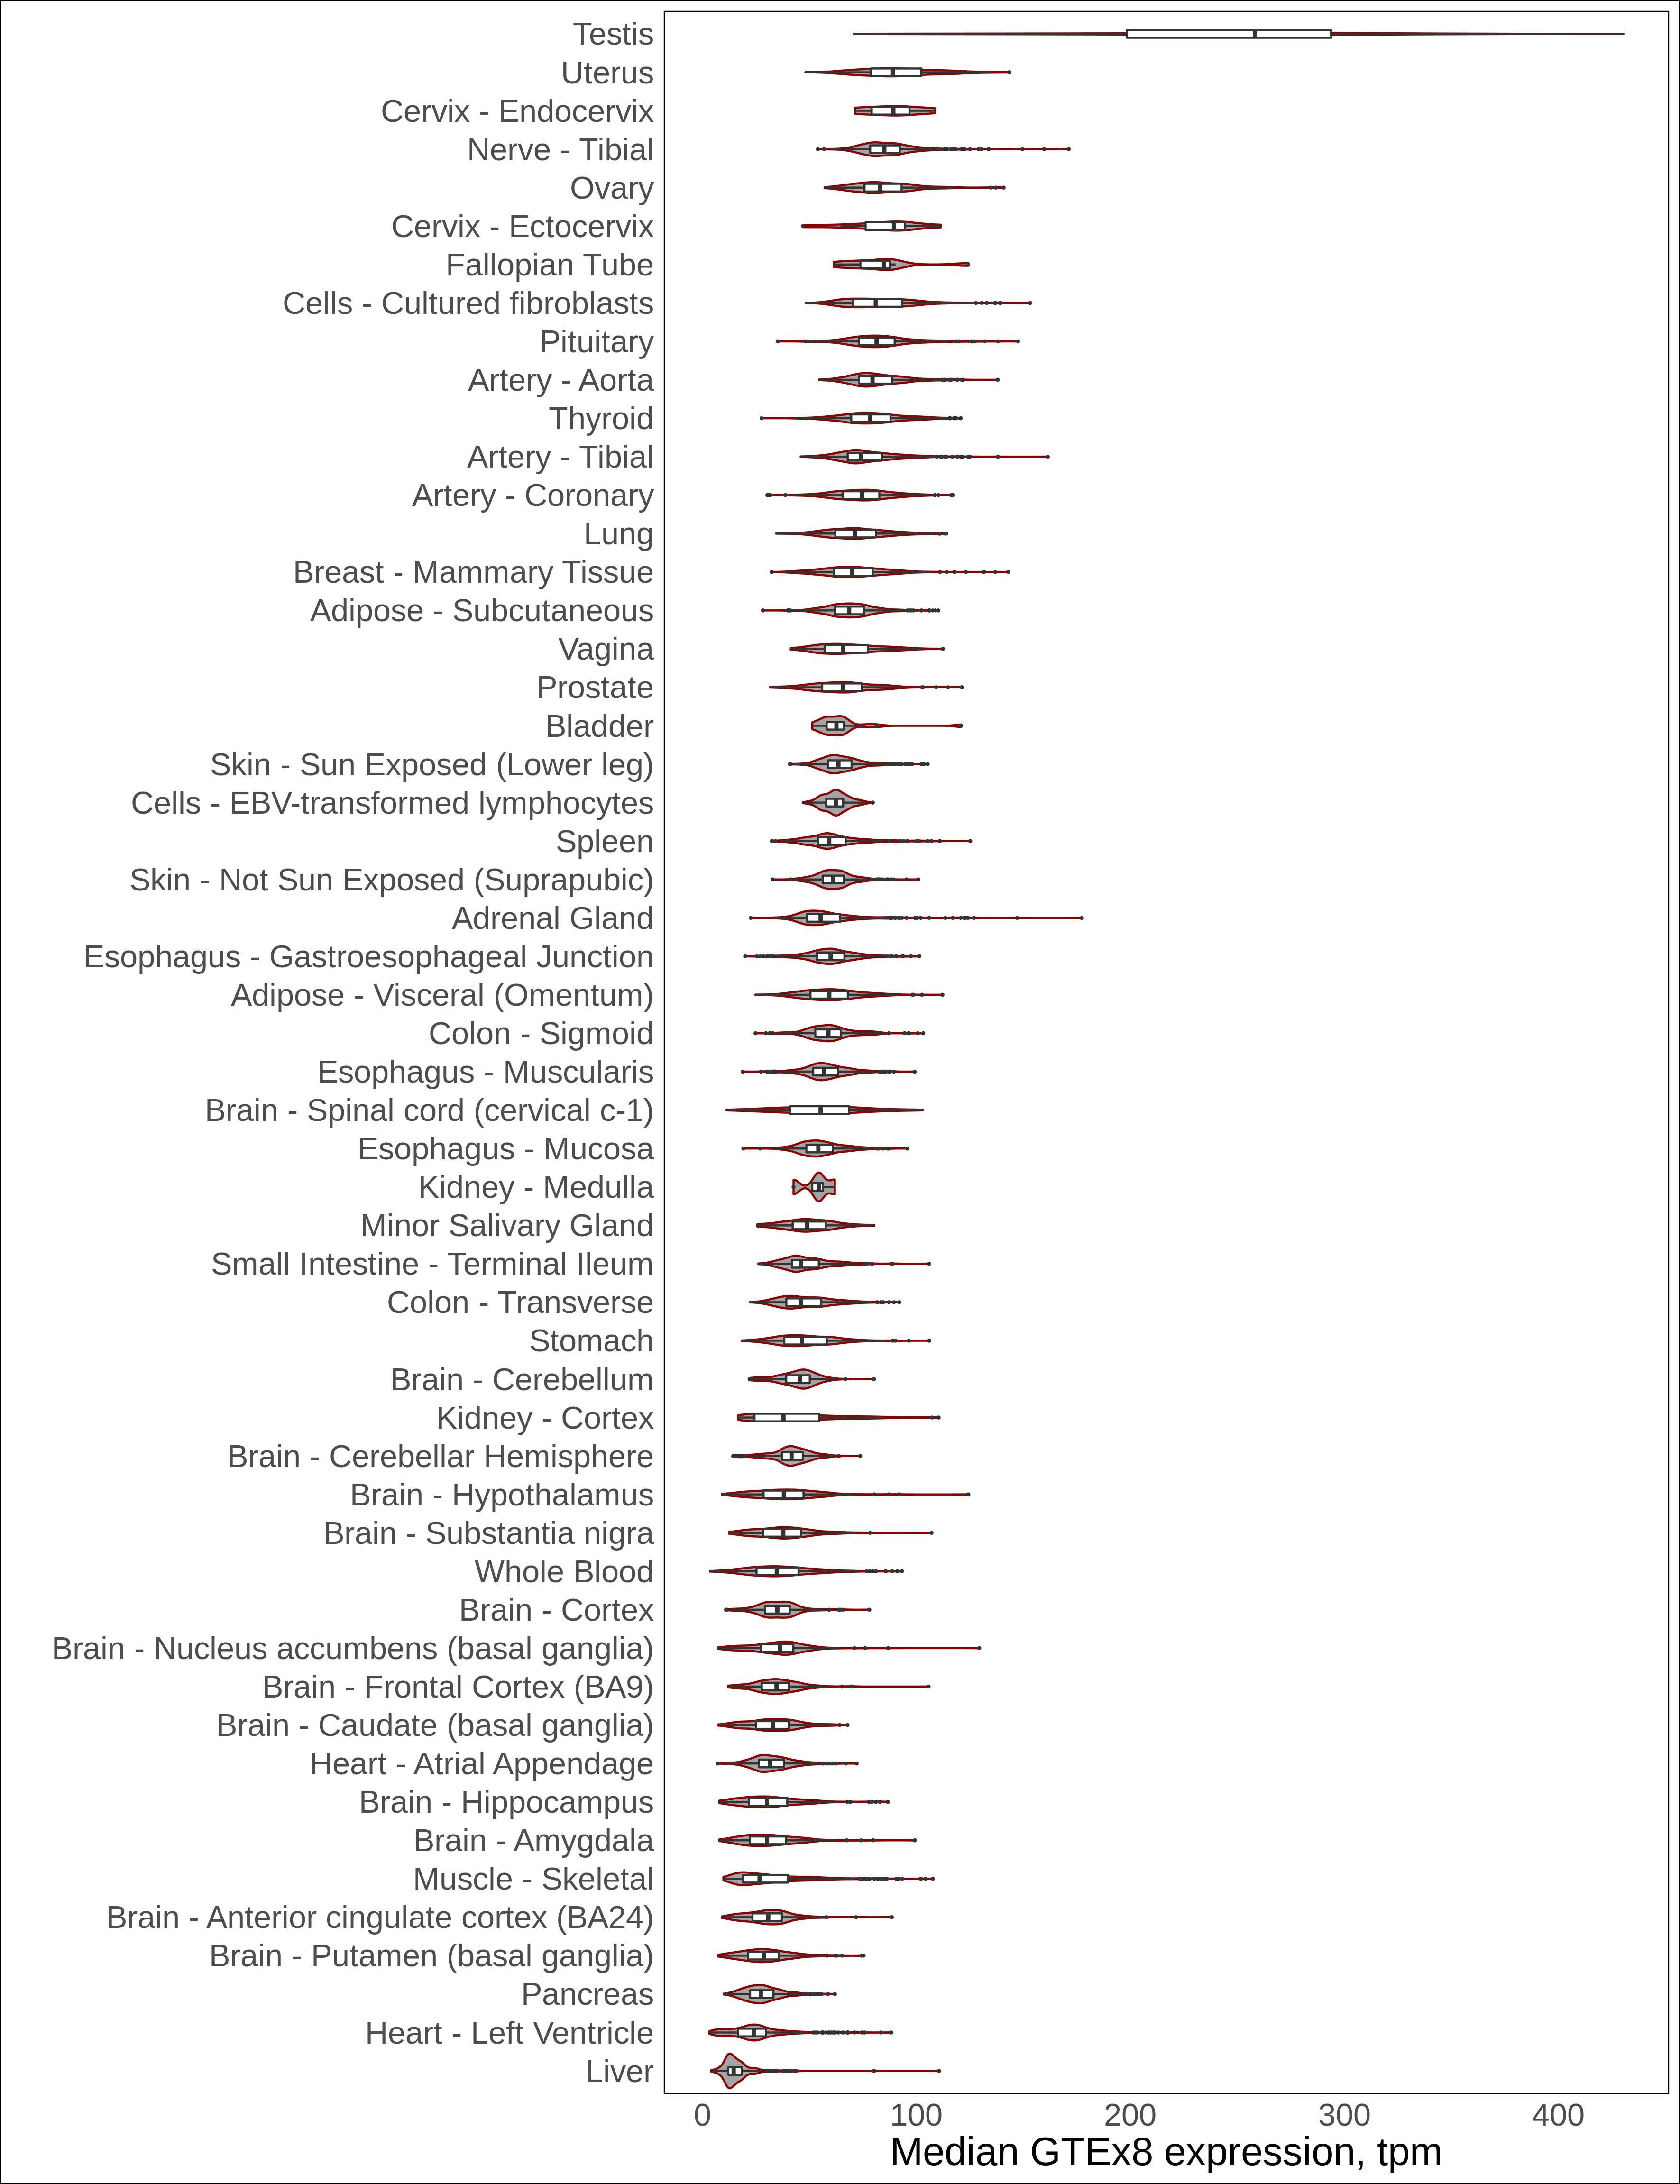 Testis
Uterus
Cervix - Endocervix
Nerve - Tibial
Ovary
Cervix - Ectocervix
Fallopian Tube
Cells - Cultured fibroblasts
Pituitary
Artery - Aorta
Thyroid
Artery - Tibial
Artery - Coronary
Lung
Breast - Mammary Tissue
Adipose - Subcutaneous
Vagina
Prostate
Bladder
Skin - Sun Exposed (Lower leg)
Cells - EBV-transformed lymphocytes
Spleen
Skin - Not Sun Exposed (Suprapubic)
Adrenal Gland
Esophagus - Gastroesophageal Junction
Adipose - Visceral (Omentum)
Colon - Sigmoid
Esophagus - Muscularis
Brain - Spinal cord (cervical c-1)
Esophagus - Mucosa
Kidney - Medulla
Minor Salivary Gland
Small Intestine - Terminal Ileum
Colon - Transverse
Stomach
Brain - Cerebellum
Kidney - Cortex
Brain - Cerebellar Hemisphere
Brain - Hypothalamus
Brain - Substantia nigra
Whole Blood
Brain - Cortex
Brain - Nucleus accumbens (basal ganglia)
Brain - Frontal Cortex (BA9)
Brain - Caudate (basal ganglia)
Heart - Atrial Appendage
Brain - Hippocampus
Brain - Amygdala
Muscle - Skeletal
Brain - Anterior cingulate cortex (BA24)
Brain - Putamen (basal ganglia)
Pancreas
Heart - Left Ventricle
Liver
0 100 200 300 400
Median GTEx8 expression, tpm